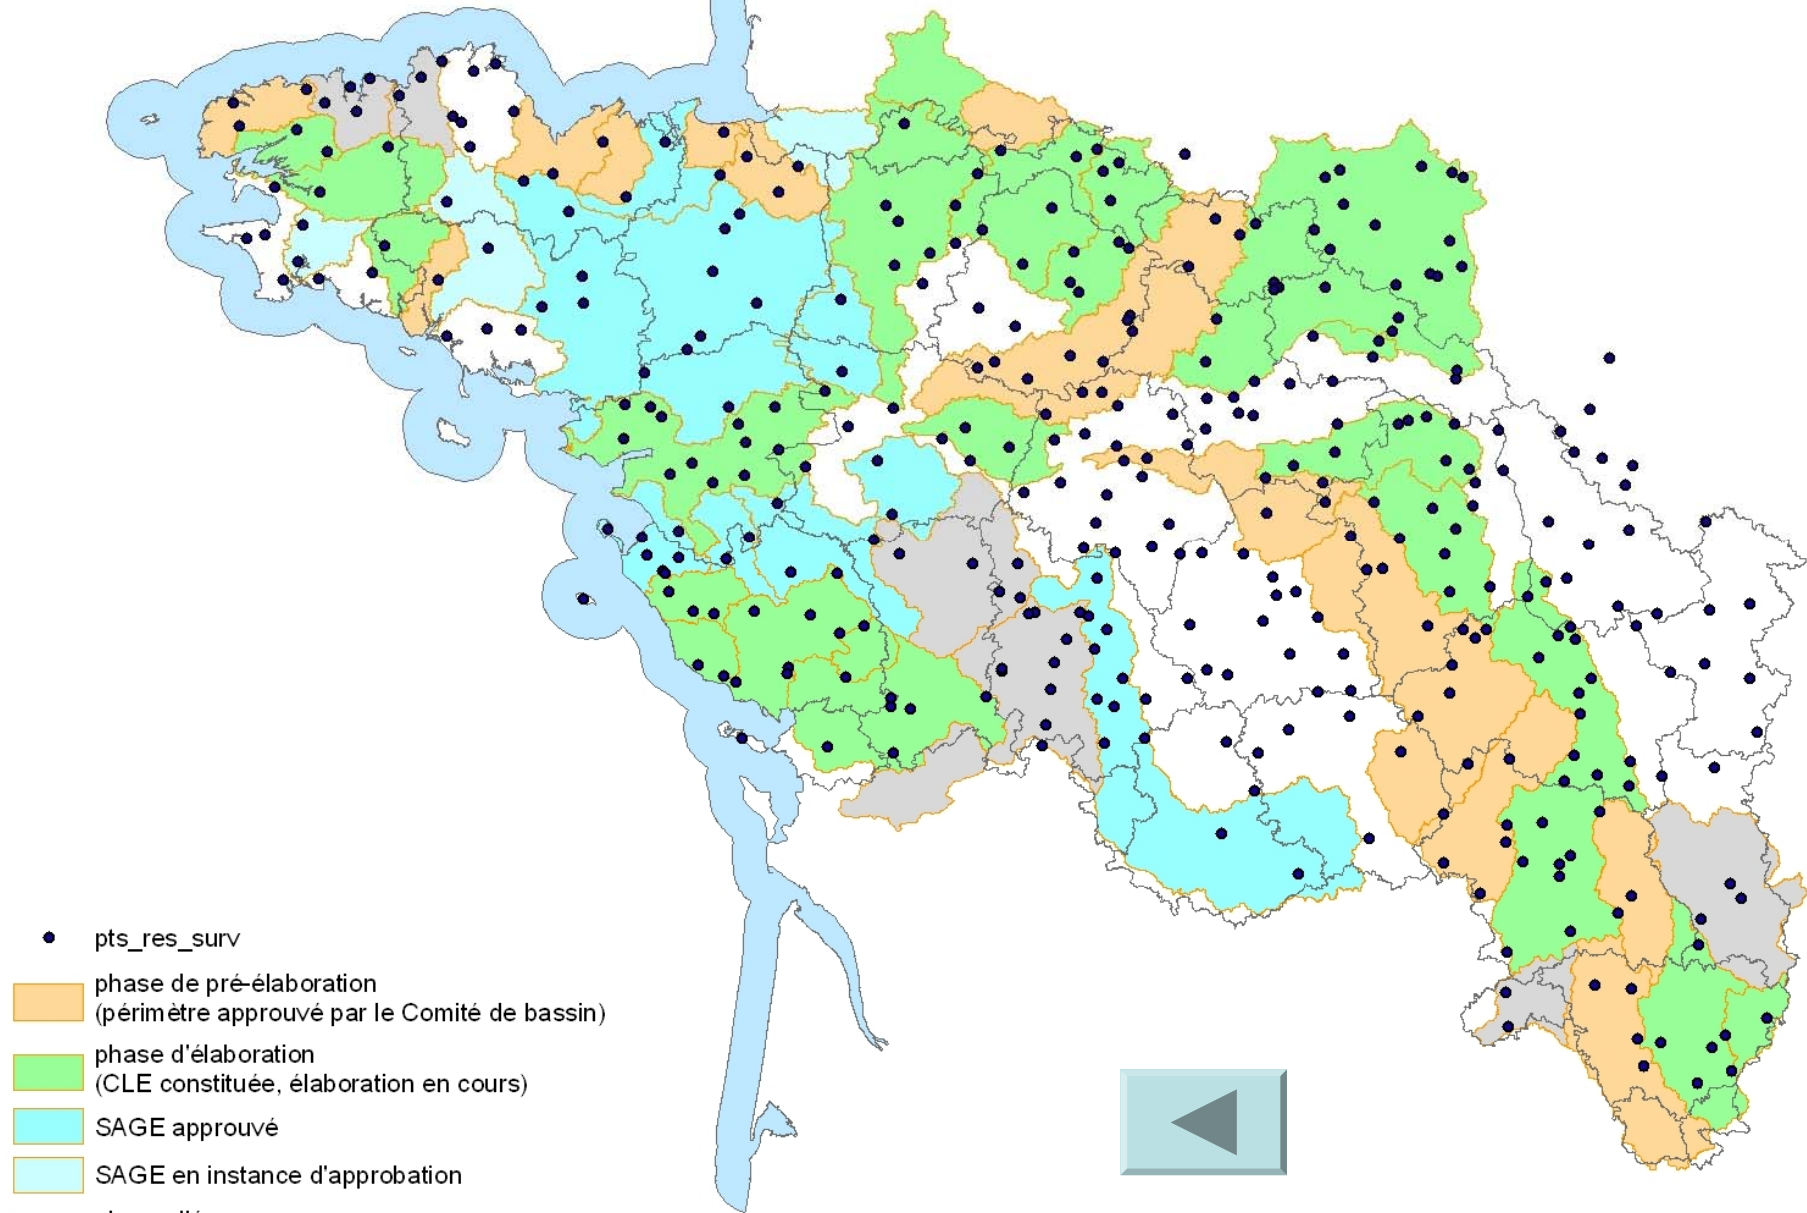 pts_res_surv
phase de pré-élaboration
(périmètre approuvé par le Comité de bassin)
phase d'élaboration
(CLE constituée, élaboration en cours)
SAGE approuvé
SAGE en instance d'approbation